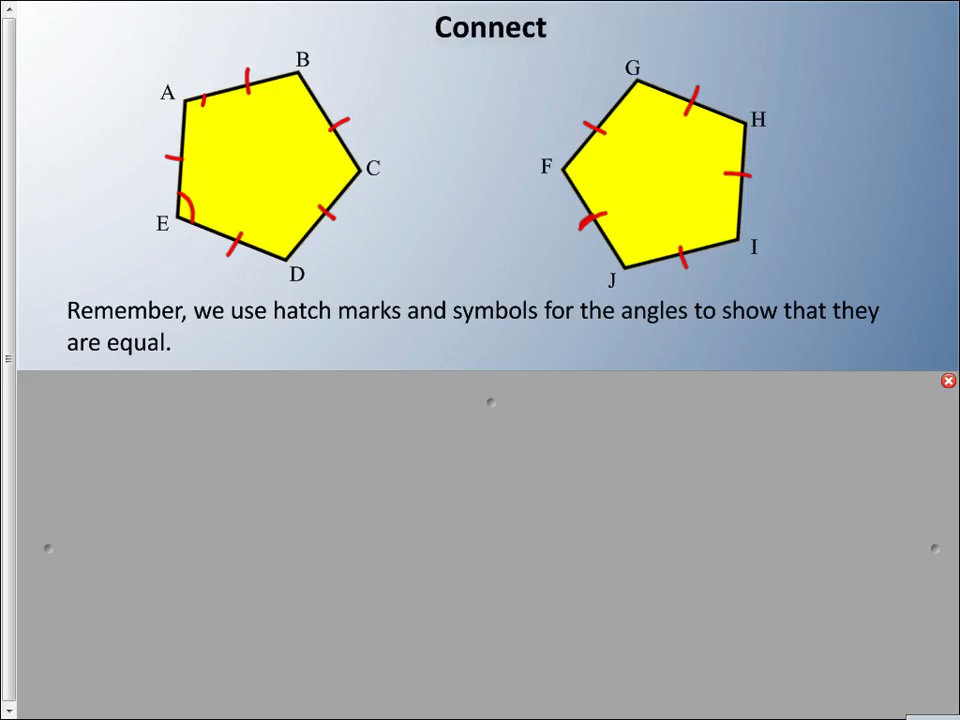 Connect
B
G
A
H
C
F
E
I
D
J
Remember, we use hatch marks and symbols for the angles to show that they
are equal.